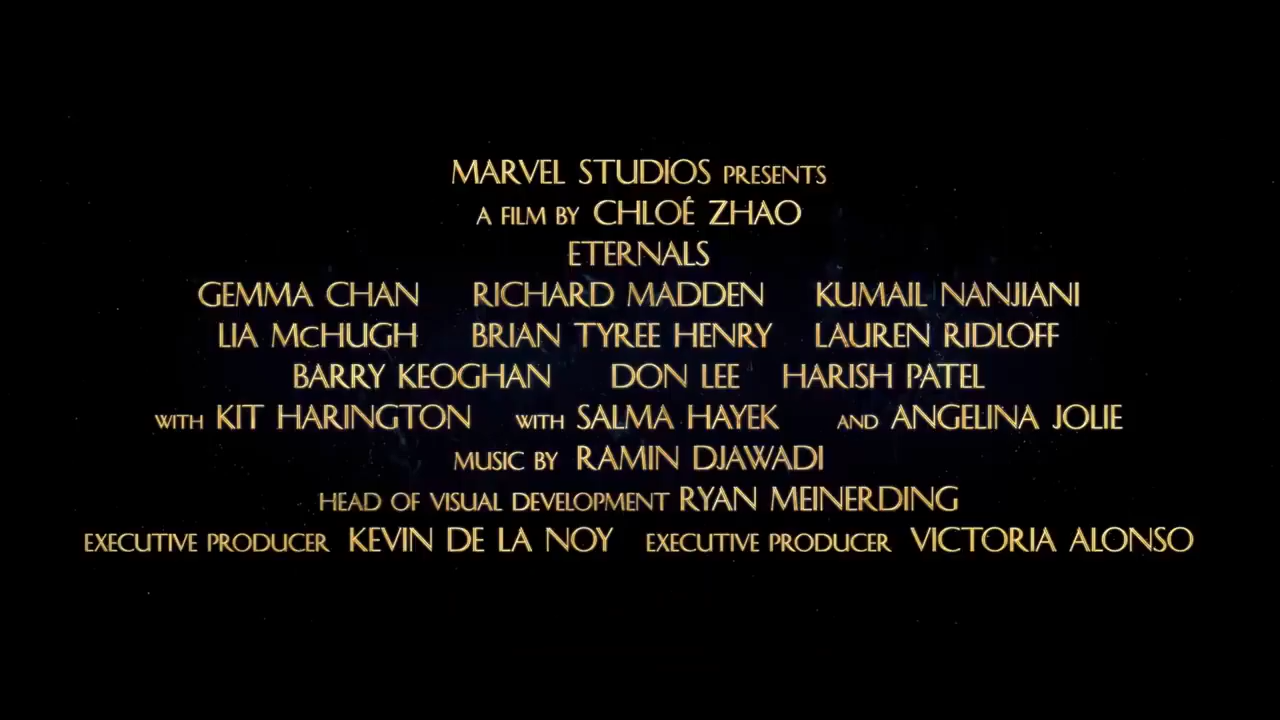 MARVEL STUDIOS PRESENTS
A FILM BY CHLOÉ ZHAO
ETERNALS
GEMMA CHAN RICHARD MADDEN KUMAIL NANJIANI
LIA McHUGH BRIAN TYREE HENRY LAUREN RIDLOFF
BARRY KEOGHAN DON LEE HARISH PATEL
WITH KIT HARINGTON WITH SALMA HAYEK AND ANGELINA JOLIE
MUSIC BY RAMIN DJAWADI
HEAD OF VISUAL DEVELOPMENT RYAN MEINERDING
EXECUTIVE PRODUCER KEVIN DE LA NOY EXECUTIVE PRODUCER VICTORIA ALONSO